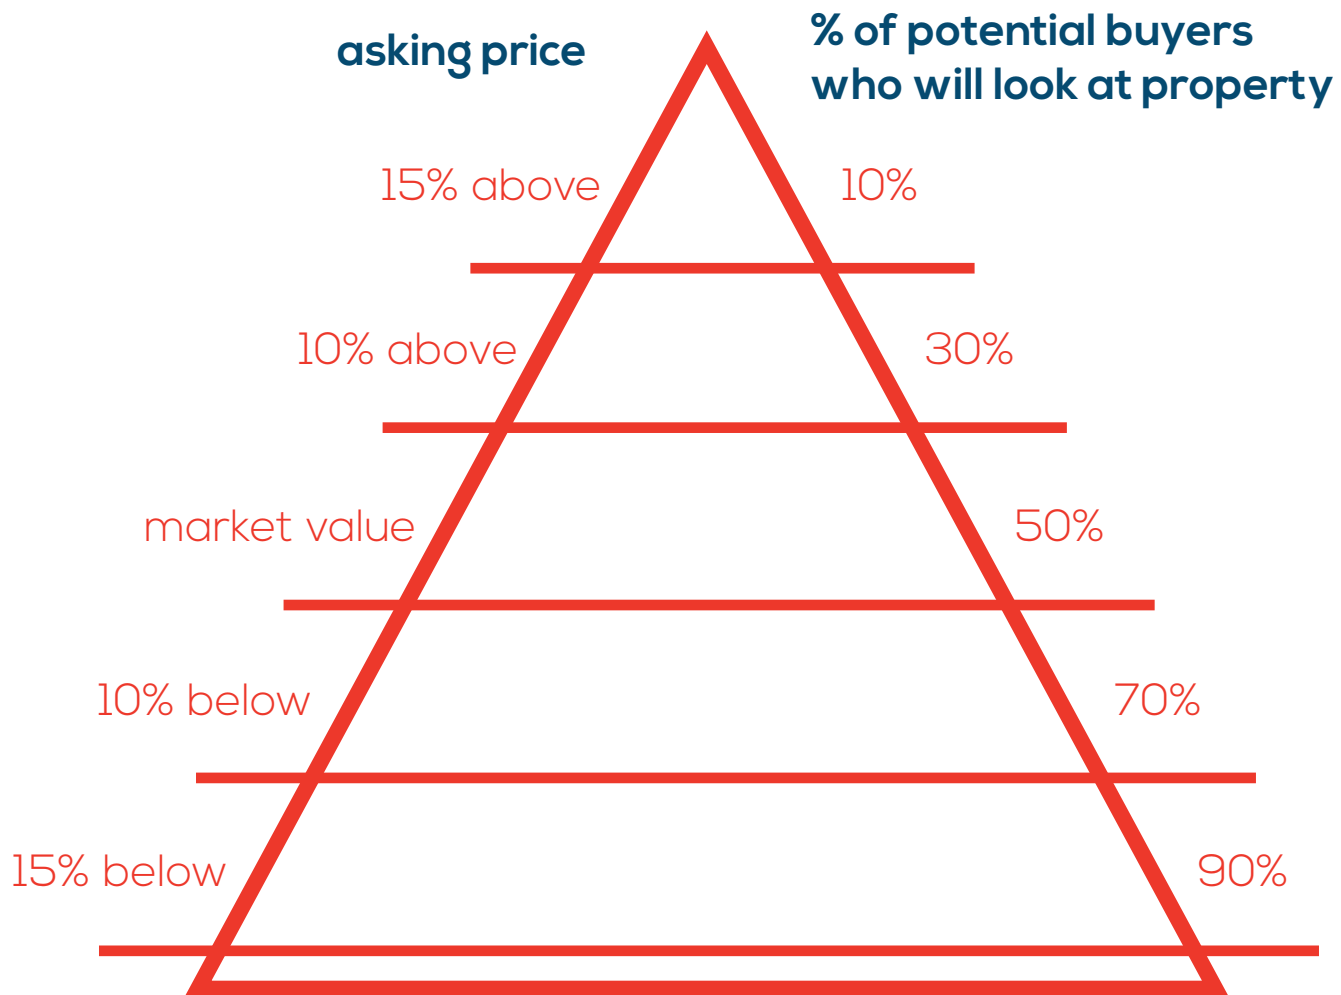 asking price
% of potential buyers
who will look at property
15% above
10%
10% above
30%
market value
50%
10% below
70%
15% below
90%